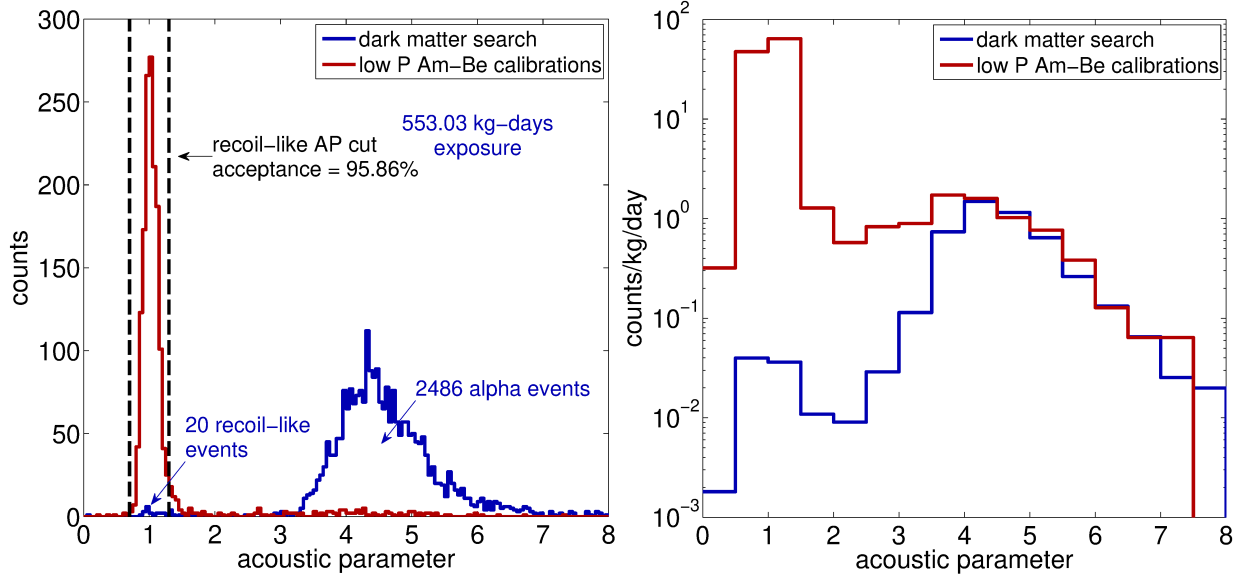 300
250
200
150
100
50
0
counts
0 1 2 3 4 5 6 7 8
acoustic parameter
dark matter search
low P Am−Be calibrations
553.03 kg−days
exposure
recoil−like AP cut
acceptance = 95.86%
20 recoil−like
events
2486 alpha events
10^2
10^1
10^0
10^−1
10^−2
10^−3
counts/kg/day
0 1 2 3 4 5 6 7 8
acoustic parameter
dark matter search
low P Am−Be calibrations